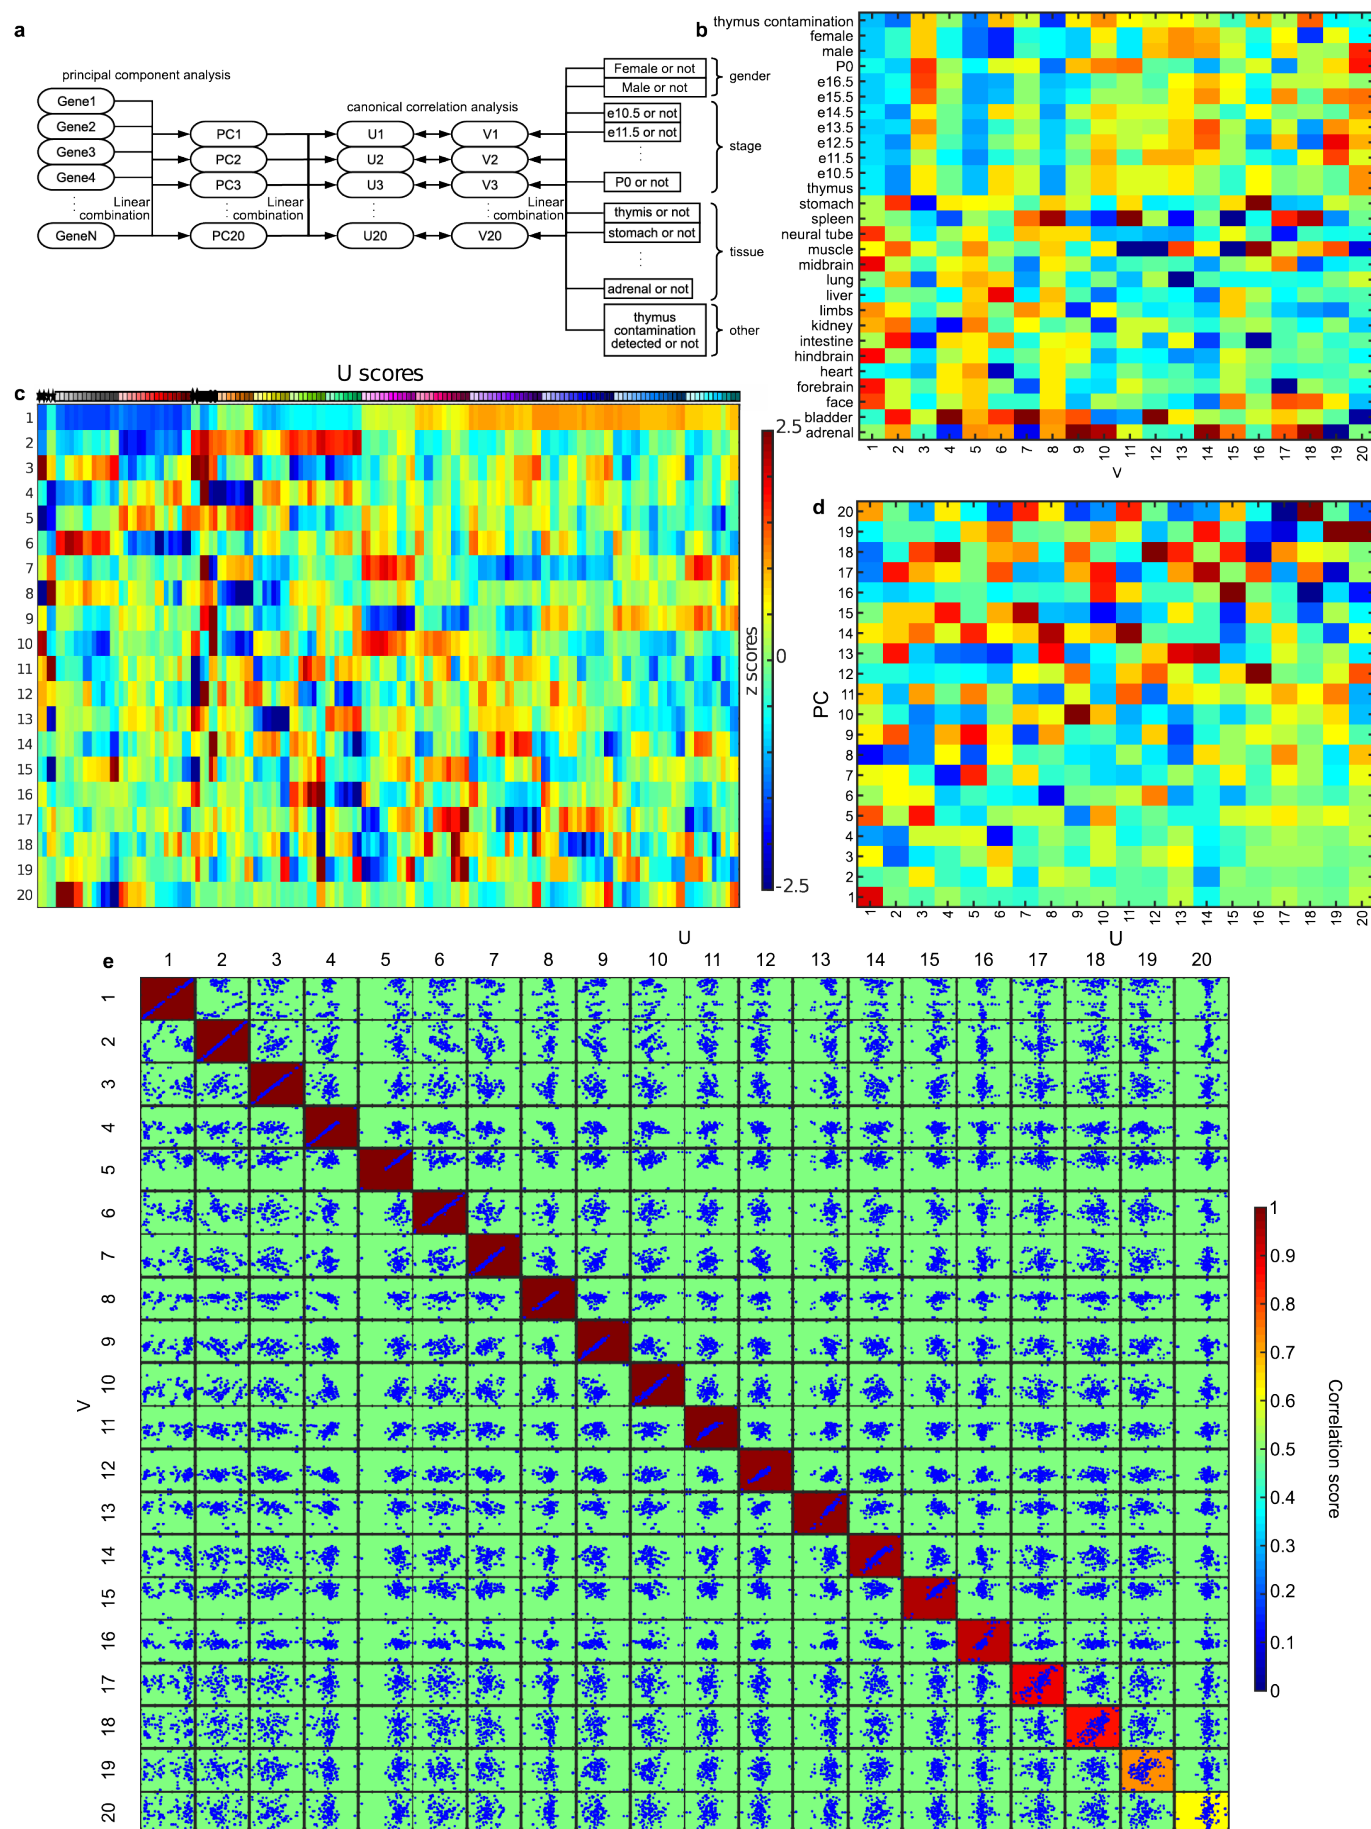 a
principal component analysis
canonical correlation analysis
Gene1
Gene2
Gene3
Gene4
GeneN
Linear
combination
PC1
PC2
PC3
PC20
Linear
combination
U1
U2
U3
U20
V1
V2
V3
V20
Linear
combination
Female or not
Male or not
gender
e10.5 or not
e11.5 or not
P0 or not
stage
thymis or not
stomach or not
adrenal or not
tissue
thymus
contamination
detected or not
other
b
thymus contamination
female
male
P0
e16.5
e15.5
e14.5
e13.5
e12.5
e11.5
e10.5
thymus
stomach
spleen
neural tube
muscle
midbrain
lung
liver
limbs
kidney
intestine
hindbrain
heart
forebrain
face
bladder
adrenal
1 2 3 4 5 6 7 8 9 10 11 12 13 14 15 16 17 18 19 20
V
c
U scores
1
2
3
4
5
6
7
8
9
10
11
12
13
14
15
16
17
18
19
20
2.5
0
-2.5
z scores
d
PC
20
19
18
17
16
15
14
13
12
11
10
9
8
7
6
5
4
3
2
1
1 2 3 4 5 6 7 8 9 10 11 12 13 14 15 16 17 18 19 20
U
e
U
1 2 3 4 5 6 7 8 9 10 11 12 13 14 15 16 17 18 19 20
V
1
2
3
4
5
6
7
8
9
10
11
12
13
14
15
16
17
18
19
20
1
0.9
0.8
0.7
0.6
0.5
0.4
0.3
0.2
0.1
0
Correlation score